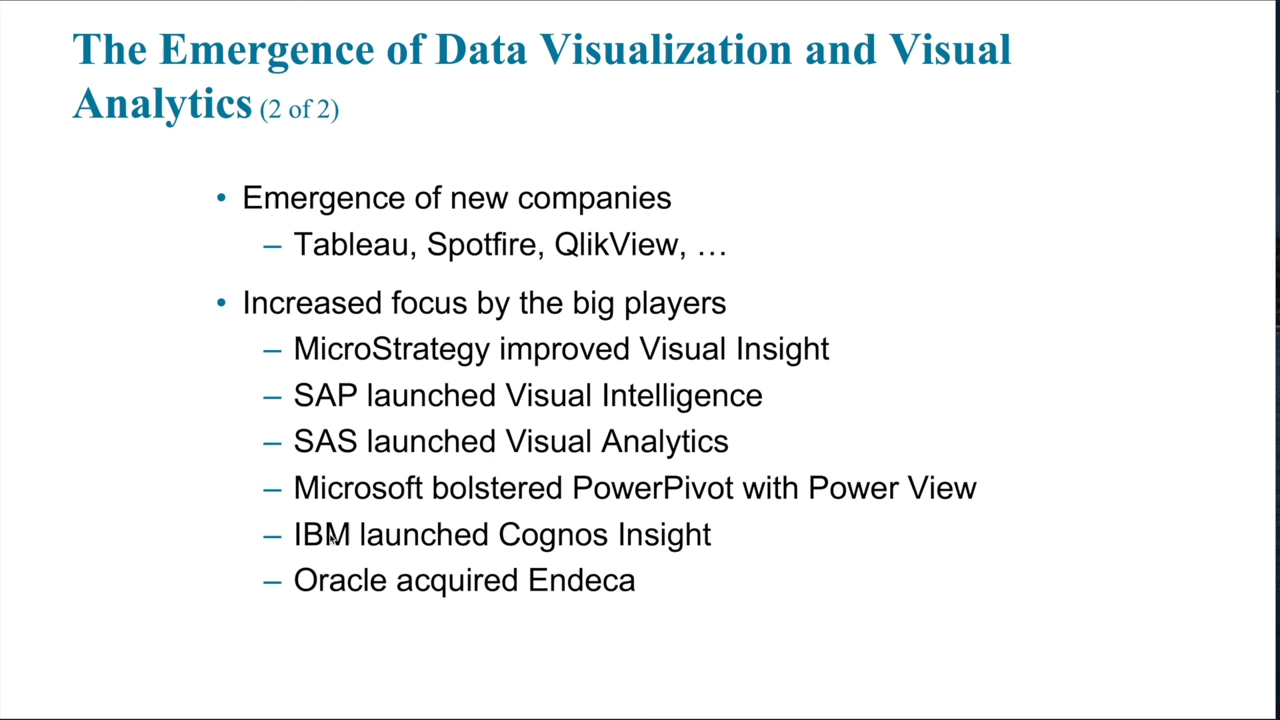 The Emergence of Data Visualization and Visual
Analytics (2 of 2)
• Emergence of new companies
– Tableau, Spotfire, QlikView, …
• Increased focus by the big players
– MicroStrategy improved Visual Insight
– SAP launched Visual Intelligence
– SAS launched Visual Analytics
– Microsoft bolstered PowerPivot with Power View
– IBM launched Cognos Insight
– Oracle acquired Endeca